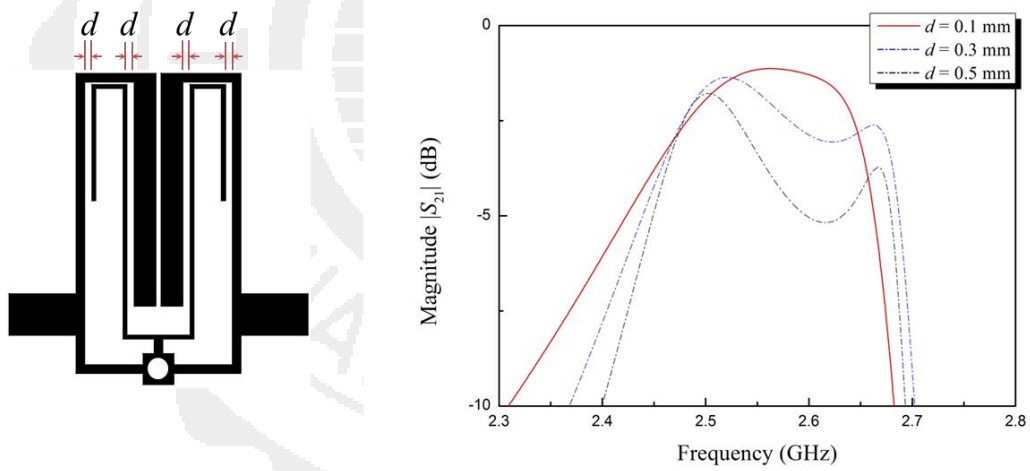 d d d d
0
-5
-10
Magnitude |S21| (dB)
d = 0.1 mm
d = 0.3 mm
d = 0.5 mm
2.3 2.4 2.5 2.6 2.7 2.8
Frequency (GHz)